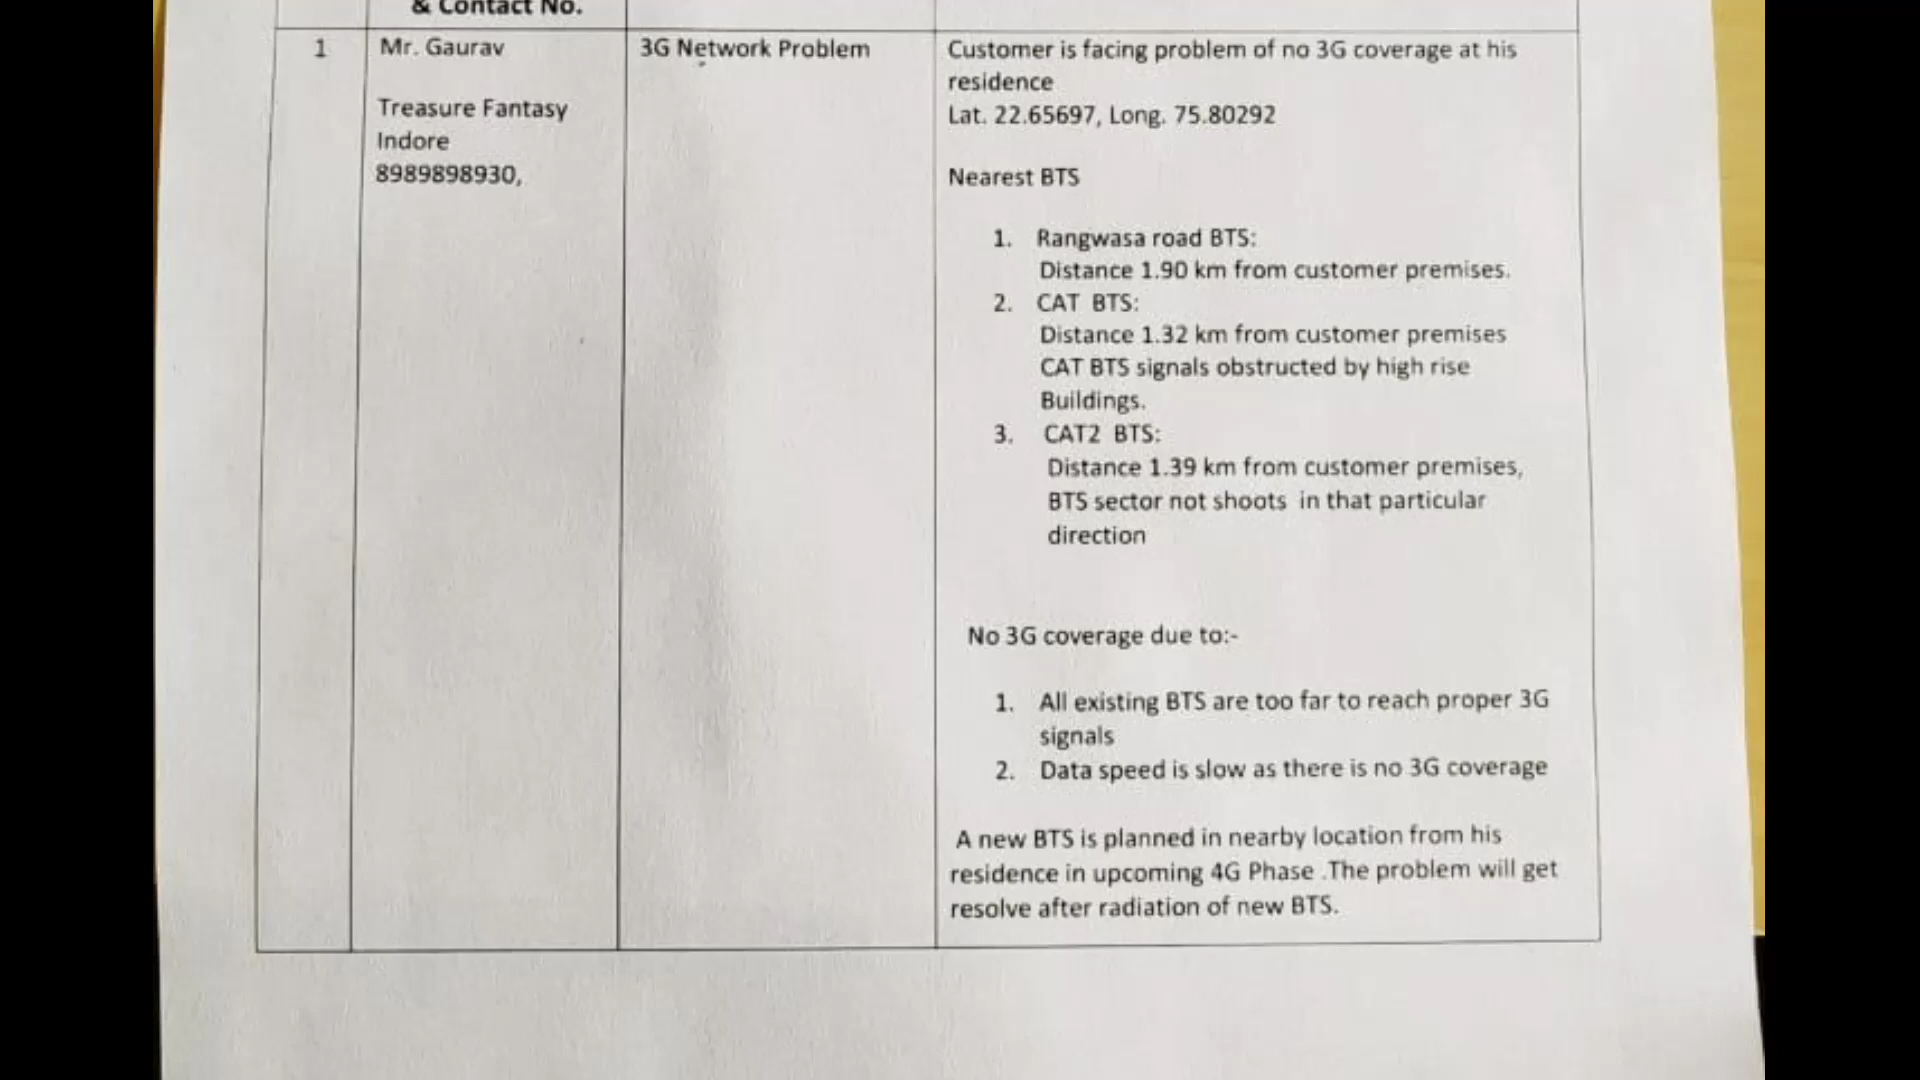 & Contact No.
1
Mr. Gaurav
Treasure Fantasy
Indore
8989898930,
3G Network Problem
Customer is facing problem of no 3G coverage at his
residence
Lat. 22.65697, Long. 75.80292
Nearest BTS
1. Rangwasa road BTS:
Distance 1.90 km from customer premises.
2. CAT BTS:
Distance 1.32 km from customer premises
CAT BTS signals obstructed by high rise
Buildings.
3. CAT2 BTS:
Distance 1.39 km from customer premises,
BTS sector not shoots in that particular
direction
No 3G coverage due to:-
1. All existing BTS are too far to reach proper 3G
signals
2. Data speed is slow as there is no 3G coverage
A new BTS is planned in nearby location from his
residence in upcoming 4G Phase .The problem will get
resolve after radiation of new BTS.